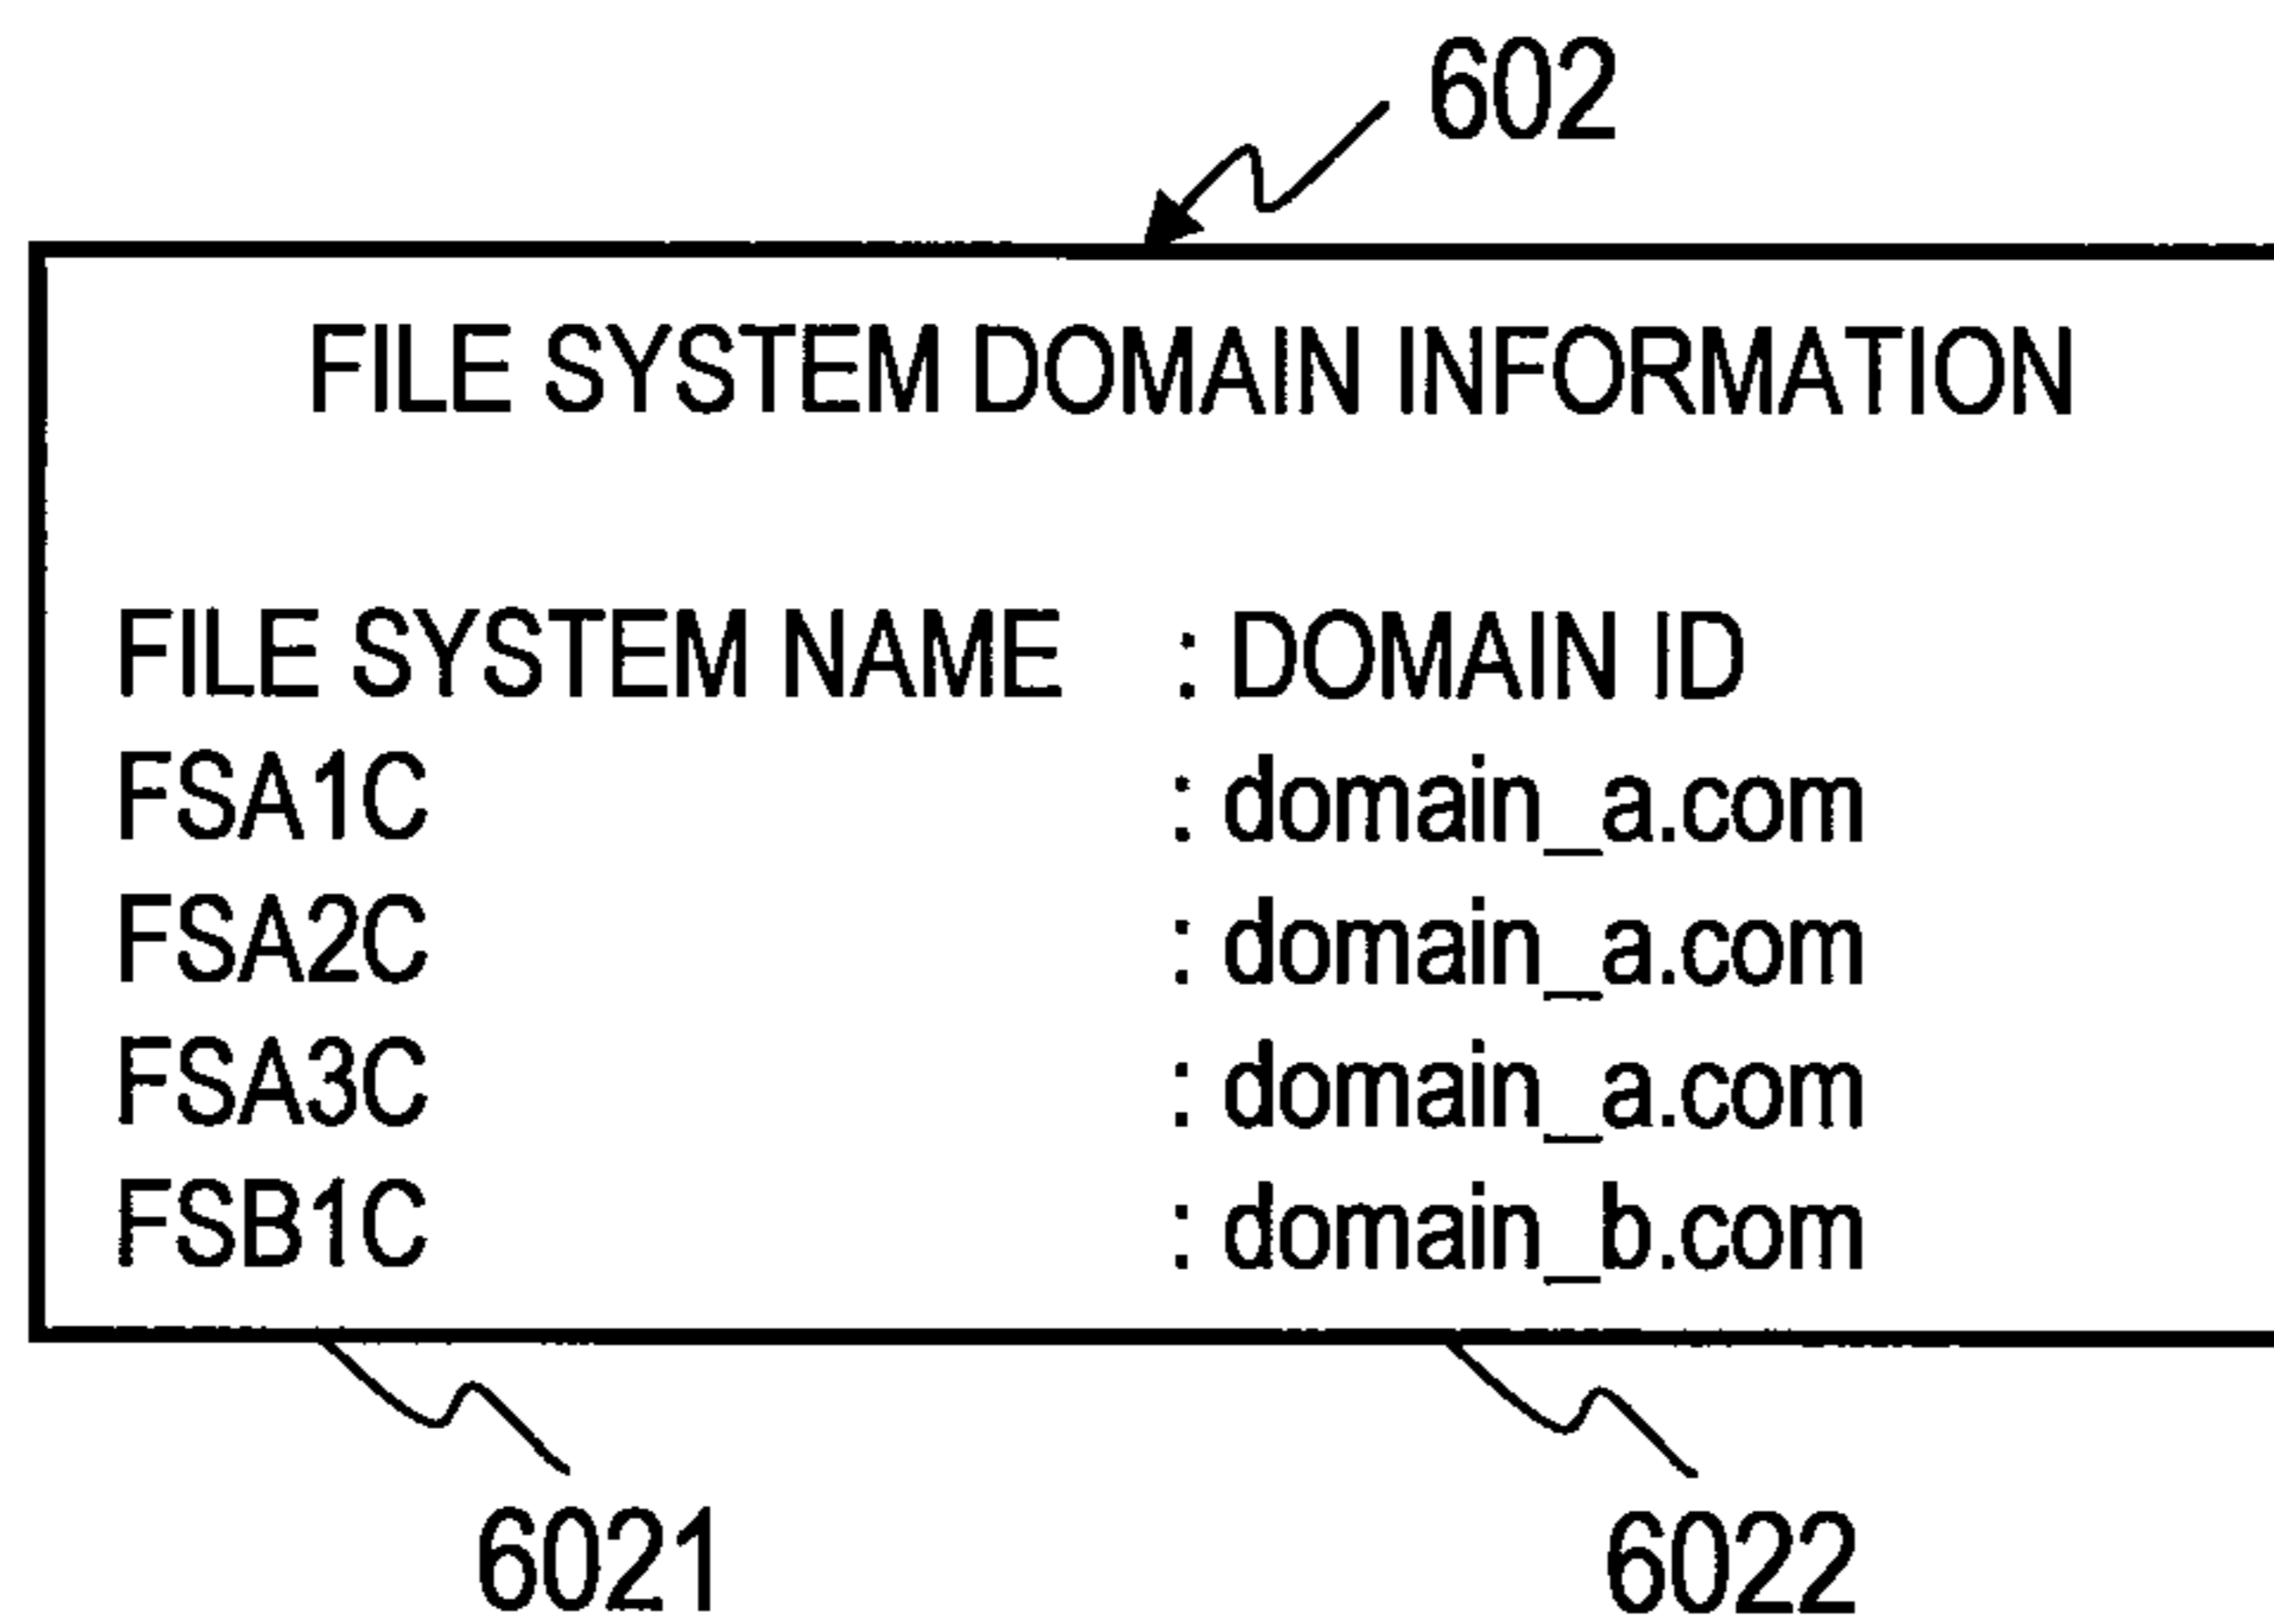 602
FILE SYSTEM DOMAIN INFORMATION
FILE SYSTEM NAME : DOMAIN ID
FSA1C : domain_a.com
FSA2C : domain_a.com
FSA3C : domain_a.com
FSB1C : domain_b.com
6021 6022